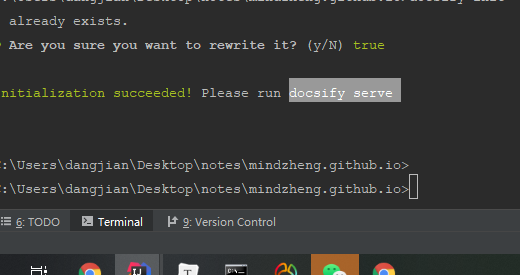 already exists.
Are you sure you want to rewrite it? (y/N) true
nitialization succeeded! Please run docsify serve
:\Users\dangjian\Desktop\notes\mindzheng.github.io>
:\Users\dangjian\Desktop\notes\mindzheng.github.io>
6: TODO Terminal 9: Version Control